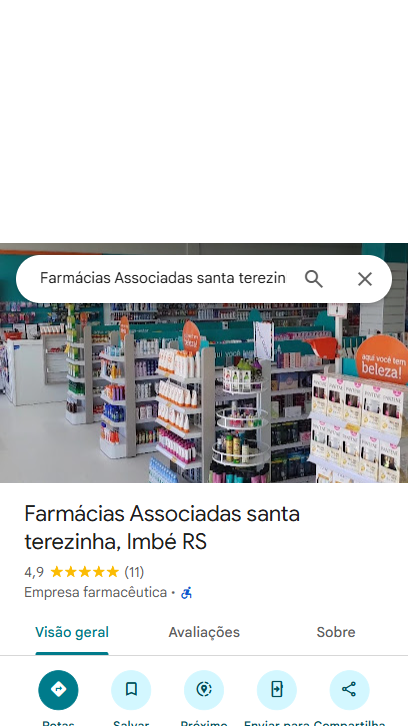 Farmácias Associadas santa terezin
aqui você tem
beleza!
Farmácias Associadas santa
terezinha, Imbé RS
4,9 ★★★★★ (11)
Empresa farmacêutica ·
Visão geral Avaliações Sobre
Rotas Salvar Próximo Enviar para Compartilha